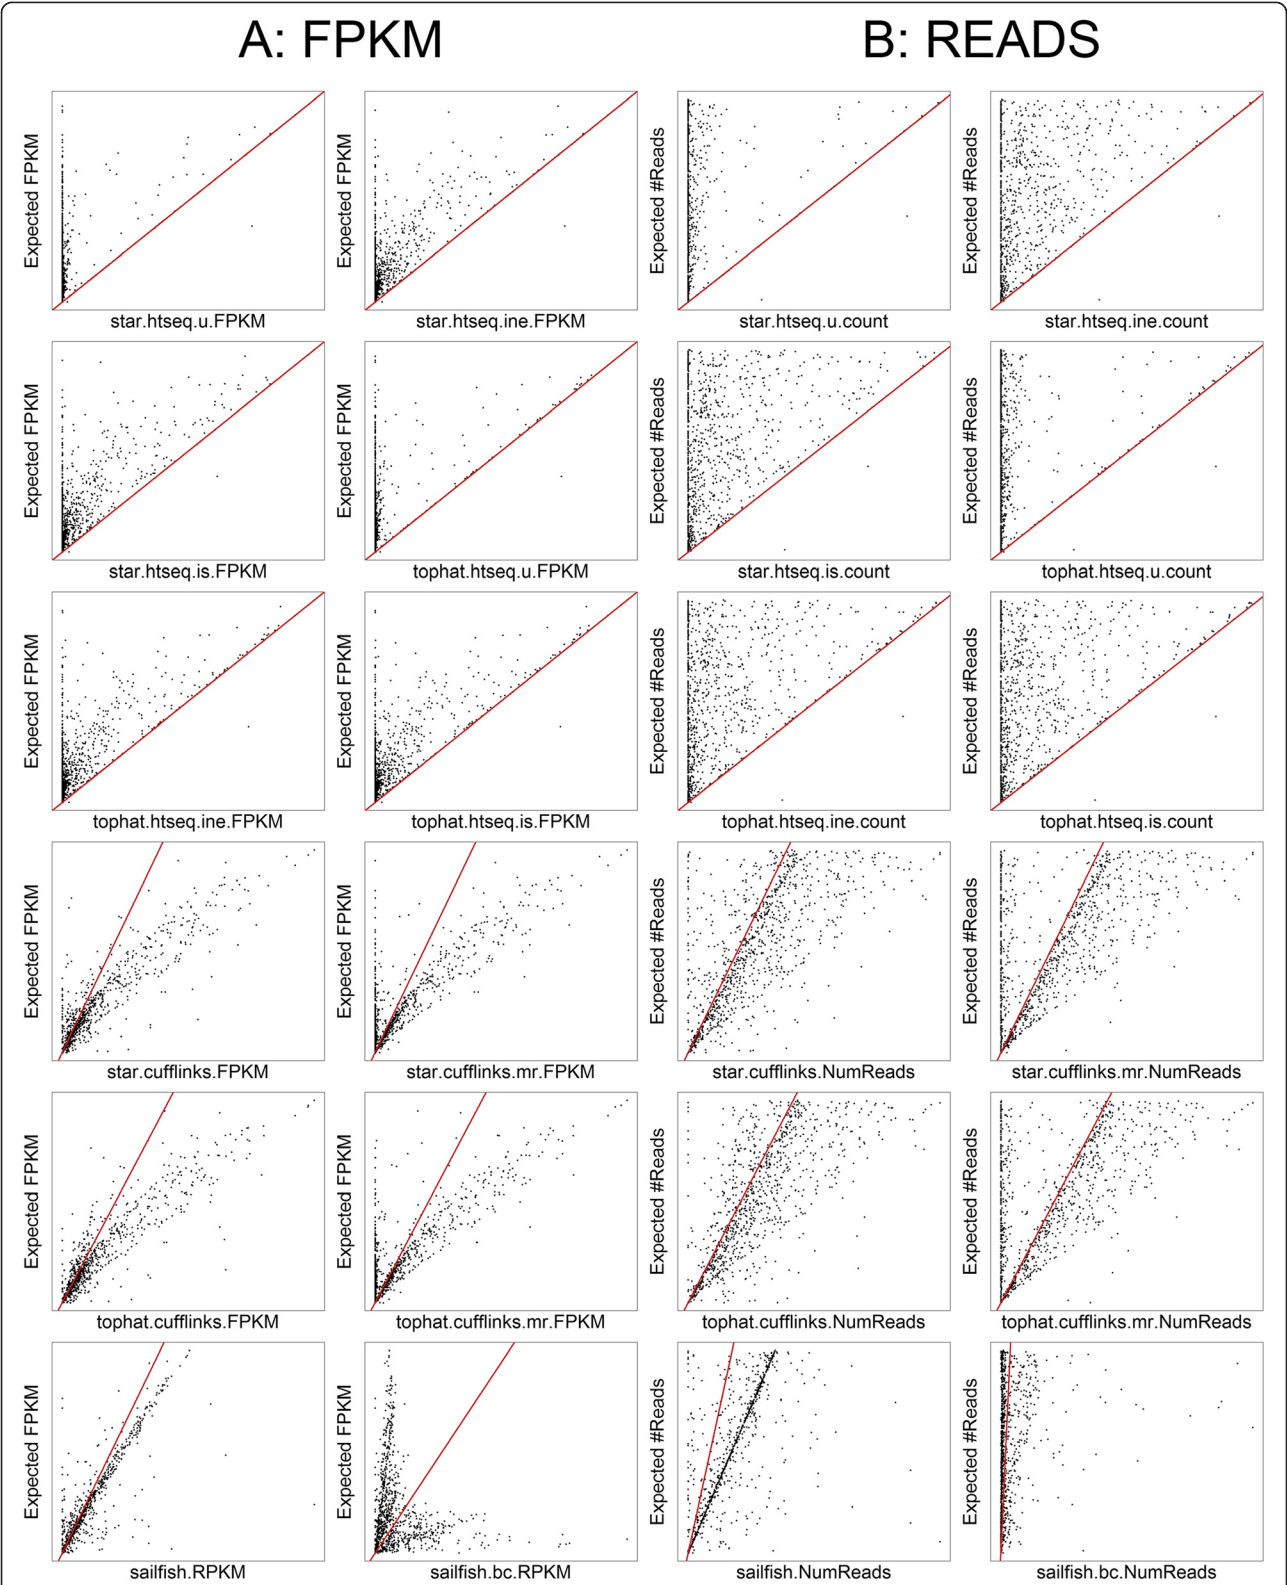 A: FPKM
B: READS
Expected FPKM
star.htseq.u.FPKM
Expected FPKM
star.htseq.ine.FPKM
Expected #Reads
star.htseq.u.count
Expected #Reads
star.htseq.ine.count
Expected FPKM
star.htseq.is.FPKM
Expected FPKM
tophat.htseq.u.FPKM
Expected #Reads
star.htseq.is.count
Expected #Reads
tophat.htseq.u.count
Expected FPKM
tophat.htseq.ine.FPKM
Expected FPKM
tophat.htseq.is.FPKM
Expected #Reads
tophat.htseq.ine.count
Expected #Reads
tophat.htseq.is.count
Expected FPKM
star.cufflinks.FPKM
Expected FPKM
star.cufflinks.mr.FPKM
Expected #Reads
star.cufflinks.NumReads
Expected #Reads
star.cufflinks.mr.NumReads
Expected FPKM
tophat.cufflinks.FPKM
Expected FPKM
tophat.cufflinks.mr.FPKM
Expected #Reads
tophat.cufflinks.NumReads
Expected #Reads
tophat.cufflinks.mr.NumReads
Expected FPKM
sailfish.RPKM
Expected FPKM
sailfish.bc.RPKM
Expected #Reads
sailfish.NumReads
Expected #Reads
sailfish.bc.NumReads